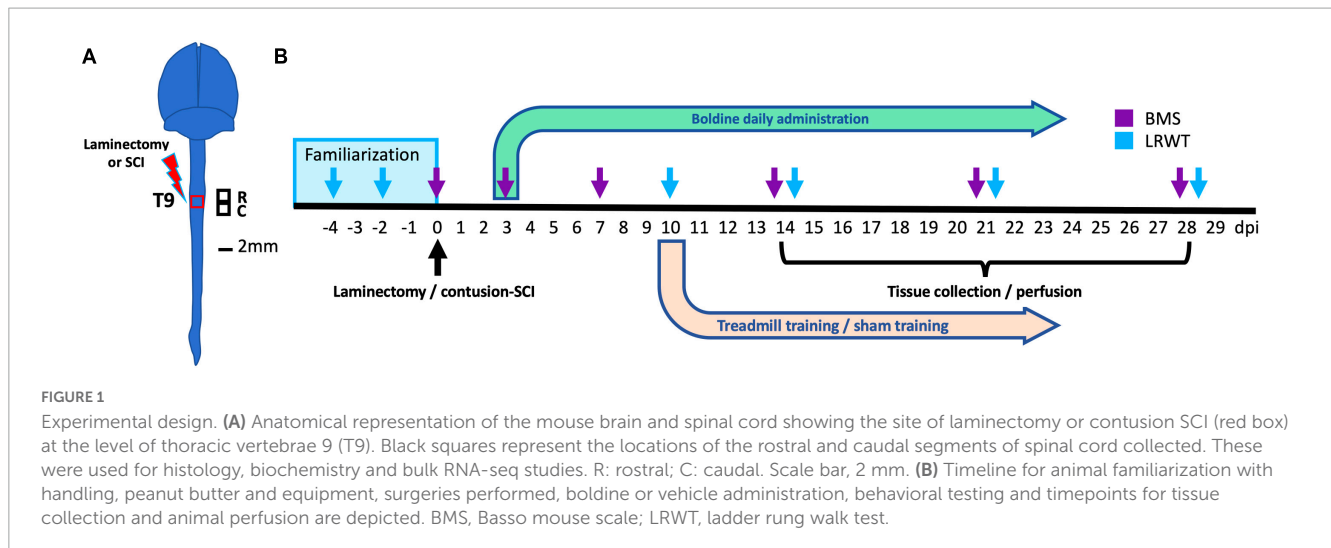 A
B
Laminectomy
or SCI
T9
R
C
2mm
Familiarization
Boldine daily administration
BMS
LRWT
-4 -3 -2 -1 0 1 2 3 4 5 6 7 8 9 10 11 12 13 14 15 16 17 18 19 20 21 22 23 24 25 26 27 28 29 dpi
Laminectomy / contusion-SCI
Tissue collection / perfusion
Treadmill training / sham training
FIGURE 1
Experimental design. (A) Anatomical representation of the mouse brain and spinal cord showing the site of laminectomy or contusion SCI (red box)
at the level of thoracic vertebrae 9 (T9). Black squares represent the locations of the rostral and caudal segments of spinal cord collected. These
were used for histology, biochemistry and bulk RNA-seq studies. R: rostral; C: caudal. Scale bar, 2 mm. (B) Timeline for animal familiarization with
handling, peanut butter and equipment, surgeries performed, boldine or vehicle administration, behavioral testing and timepoints for tissue
collection and animal perfusion are depicted. BMS, Basso mouse scale; LRWT, ladder rung walk test.